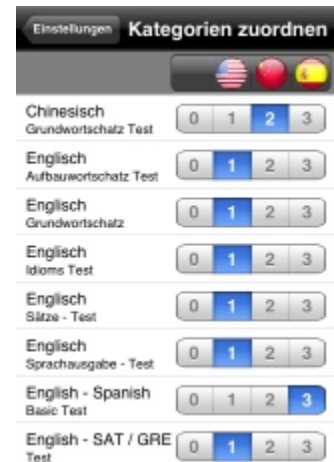 Einstellungen Kategorien zuordnen
Chinesisch
Grundwortschatz Test
0 1 2 3
Englisch
Aufbauwortschatz Test
0 1 2 3
Englisch
Grundwortschatz
0 1 2 3
Englisch
Idioms Test
0 1 2 3
Englisch
Sätze - Test
0 1 2 3
Englisch
Sprachausgabe - Test
0 1 2 3
English - Spanish
Basic Test
0 1 2 3
English - SAT / GRE
Test
0 1 2 3